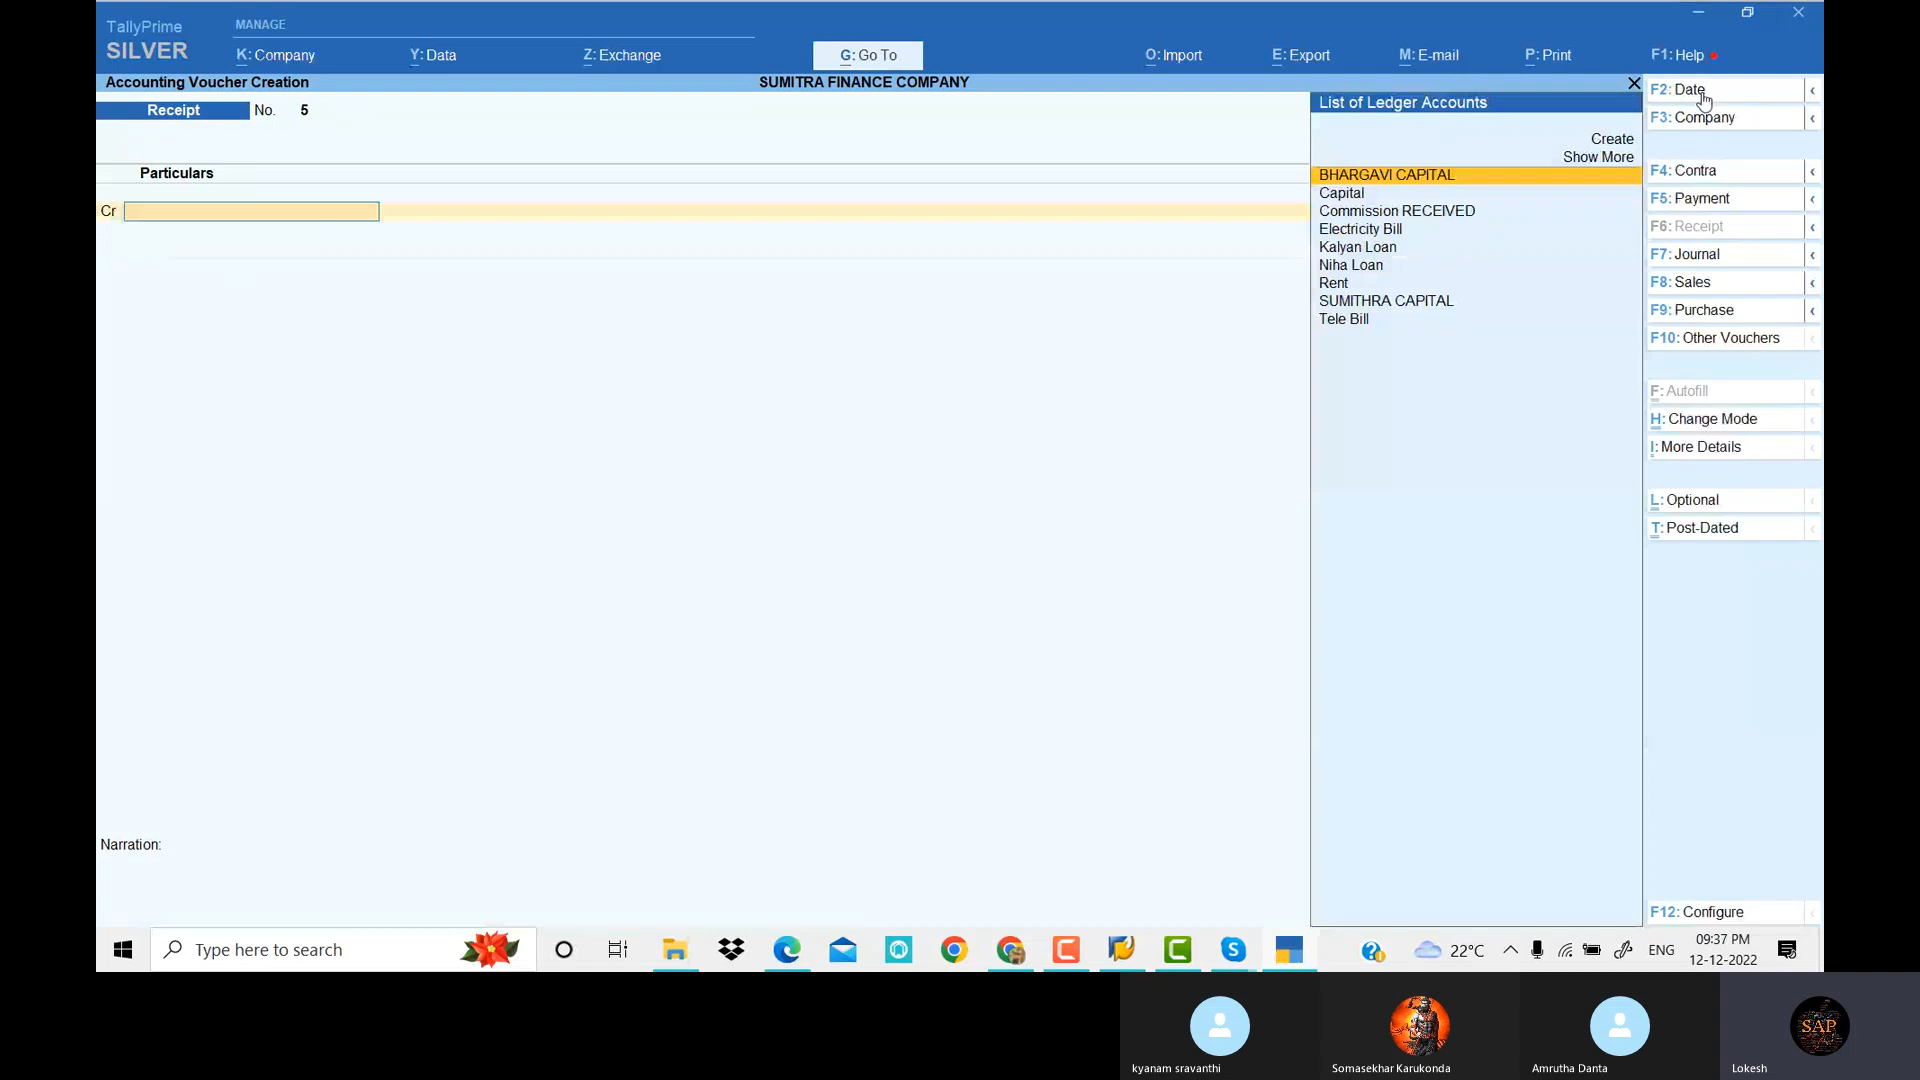 TallyPrime
SILVER
MANAGE
K: Company
Y: Data
Z: Exchange
G: Go To
O: Import
E: Export
M: E-mail
P: Print
F1: Help
Accounting Voucher Creation
SUMITRA FINANCE COMPANY
Receipt No. 5
Particulars
Cr
Narration:
List of Ledger Accounts
Create
Show More
BHARGAVI CAPITAL
Capital
Commission RECEIVED
Electricity Bill
Kalyan Loan
Niha Loan
Rent
SUMITHRA CAPITAL
Tele Bill
F2: Date
F3: Company
F4: Contra
F5: Payment
F6: Receipt
F7: Journal
F8: Sales
F9: Purchase
F10: Other Vouchers
F: Autofill
H: Change Mode
I: More Details
L: Optional
T: Post-Dated
F12: Configure
Type here to search
22°C
ENG
09:37 PM
12-12-2022
kyanam sravanthi
Somasekhar Karukonda
Amrutha Danta
SAP
Lokesh